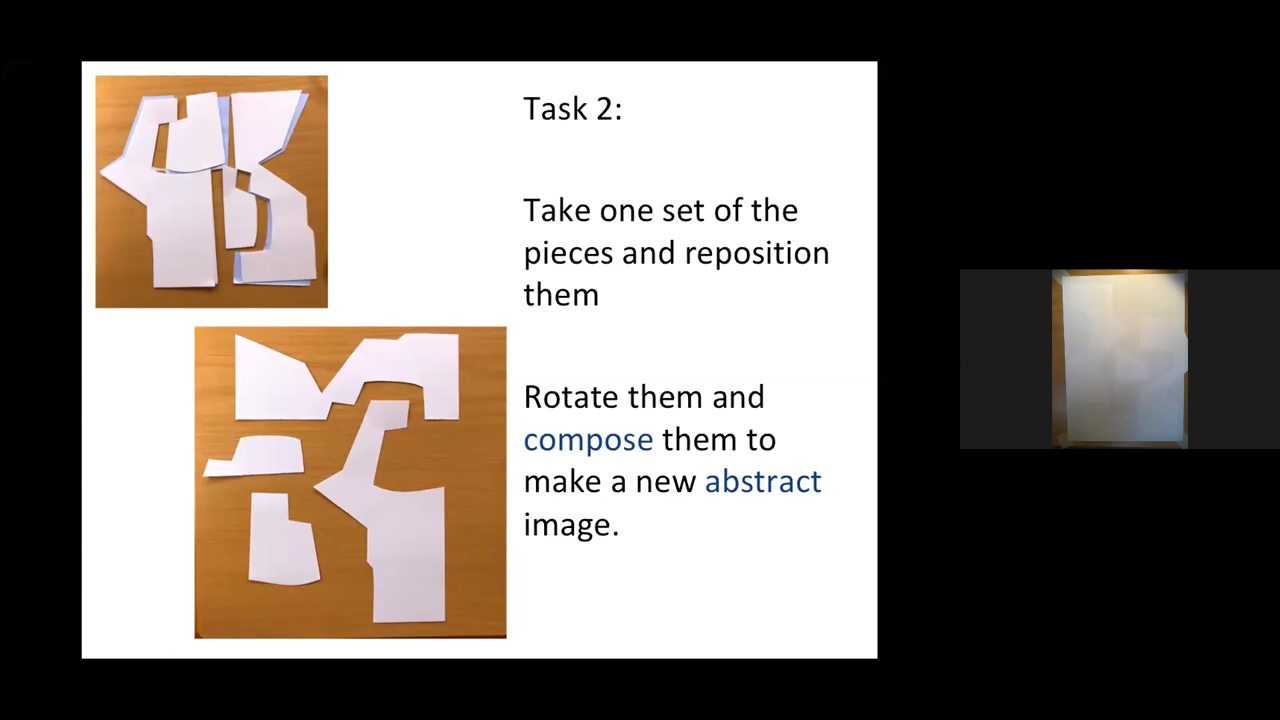 Task 2:
Take one set of the
pieces and reposition
them
Rotate them and
compose them to
make a new abstract
image.